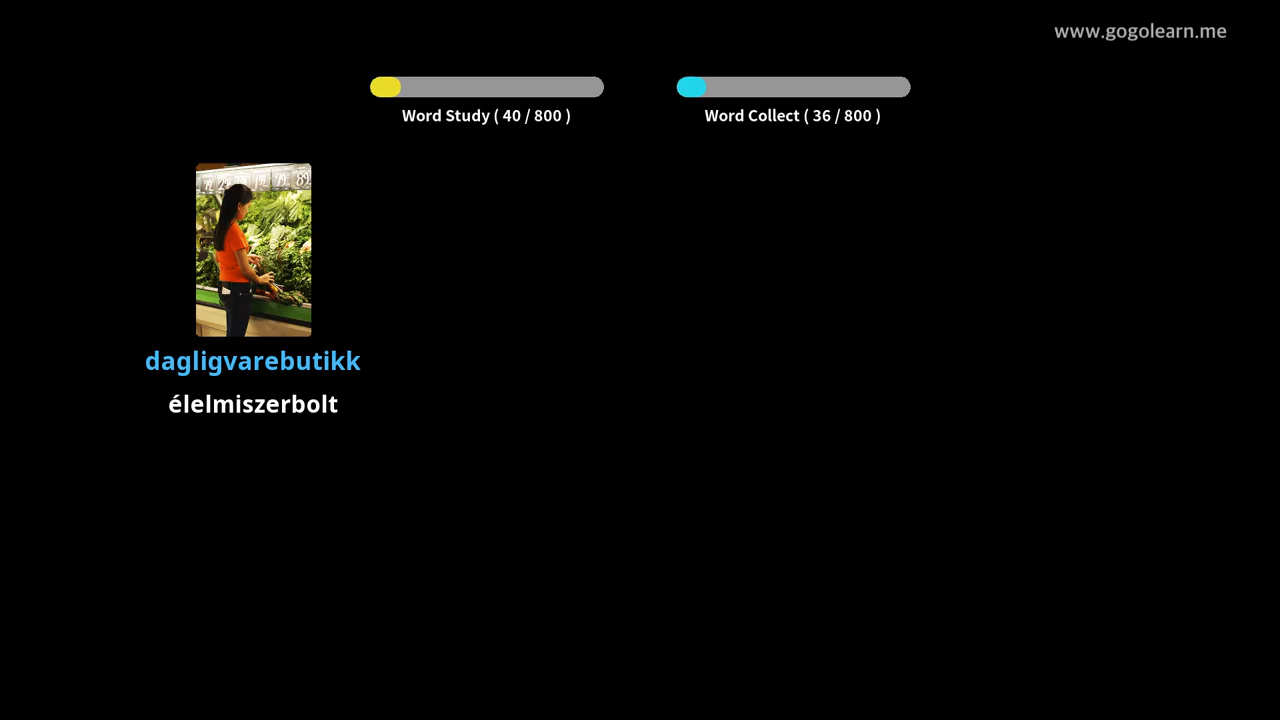 www.gogolearn.me
Word Study ( 40 / 800 )
Word Collect ( 36 / 800 )
dagligvarebutikk
élelmiszerbolt